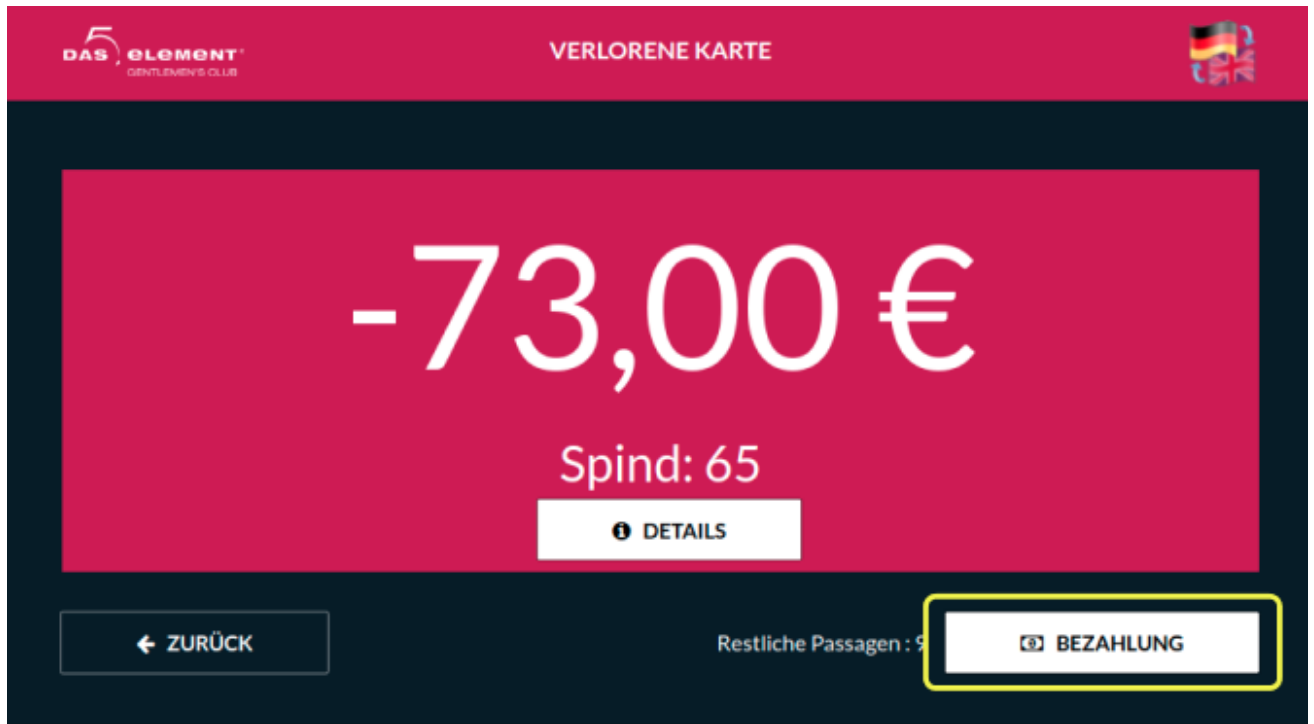 DAS 5 ELEMENT
GENTLEMEN'S CLUB
VERLORENE KARTE
-73,00 €
Spind: 65
DETAILS
ZURÜCK
Restliche Passagen :
BEZAHLUNG